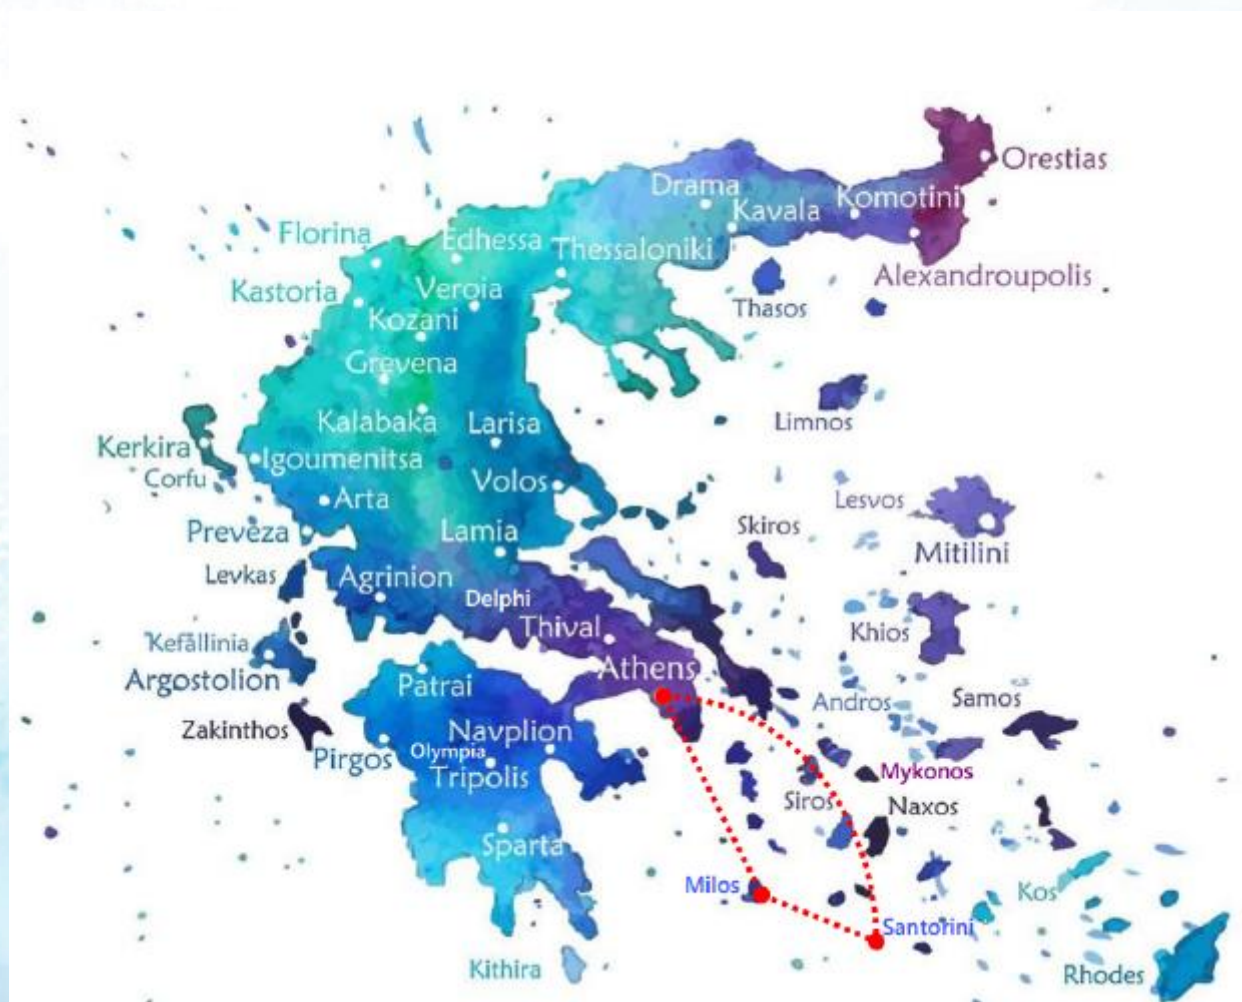 Orestias
Drama
Komotini
Kavala
Florina
Edhessa
Thessaloniki
Alexandroupolis
Kastoria
Veroia
Thasos
Kozani
Grevena
Kalabaka
Larisa
Limnos
Kerkira
Igoumenitsa
Corfu
Volos
Arta
Lesvos
Skiros
Preveza
Lamia
Mitilini
Levkas
Agrinion
Delphi
Thival
Khios
Kefallinia
Athens
Argostolion
Patrai
Andros
Samos
Zakinthos
Navplion
Pirgos
Olympia
Tripolis
Mykonos
Siros
Naxos
Sparta
Milos
Kos
Santorini
Kithira
Rhodes